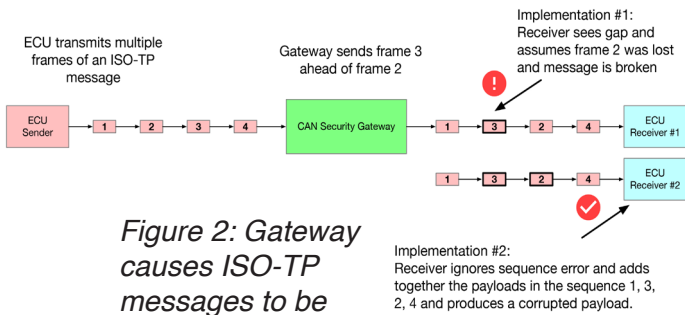 ECU transmits multiple
frames of an ISO-TP
message
Gateway sends frame 3
ahead of frame 2
Implementation #1:
Receiver sees gap and
assumes frame 2 was lost
and message is broken
!
ECU
Sender
1
2
3
4
CAN Security Gateway
1
3
2
4
ECU
Receiver #1
1
3
2
4
ECU
Receiver #2
Figure 2: Gateway
causes ISO-TP
messages to be
Implementation #2:
Receiver ignores sequence error and adds
together the payloads in the sequence 1, 3,
2, 4 and produces a corrupted payload.